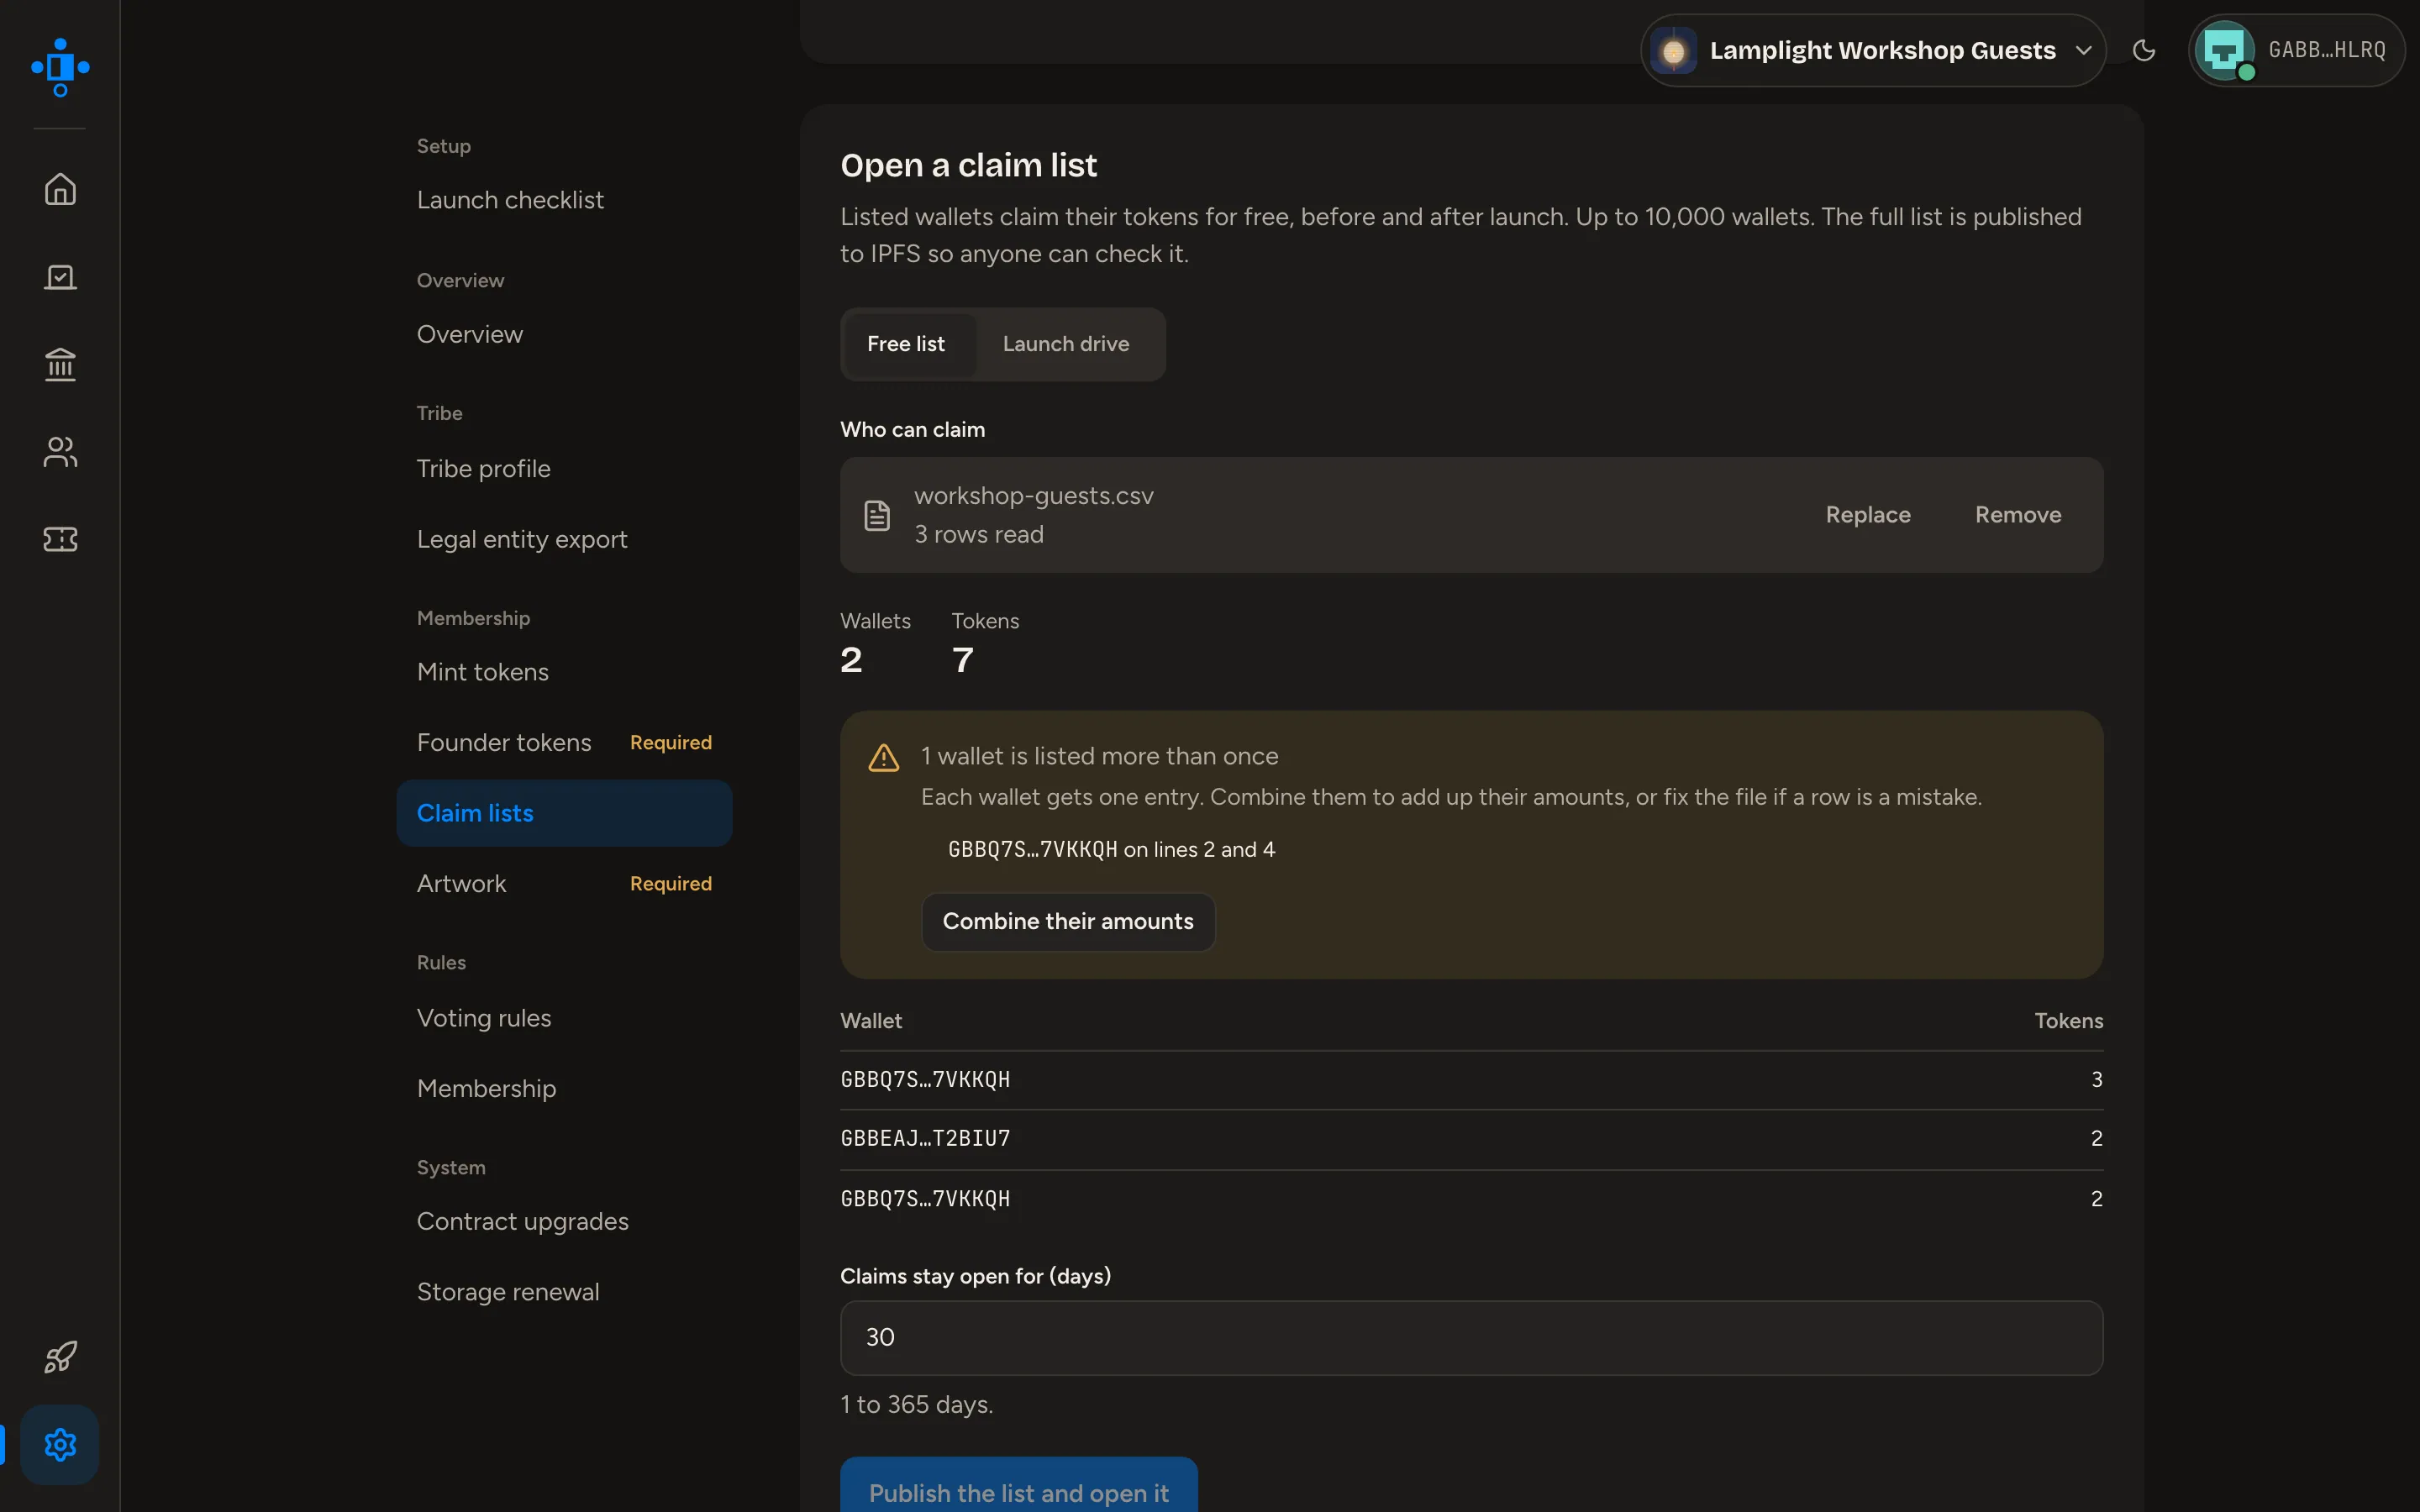 Lamplight Workshop Guests
GABB...HLRQ
Setup
Launch checklist
Overview
Overview
Tribe
Tribe profile
Legal entity export
Membership
Mint tokens
Founder tokens Required
Claim lists
Artwork Required
Rules
Voting rules
Membership
System
Contract upgrades
Storage renewal
Open a claim list
Listed wallets claim their tokens for free, before and after launch. Up to 10,000 wallets. The full list is published
to IPFS so anyone can check it.
Free list Launch drive
Who can claim
workshop-guests.csv
3 rows read
Replace Remove
Wallets Tokens
2 7
1 wallet is listed more than once
Each wallet gets one entry. Combine them to add up their amounts, or fix the file if a row is a mistake.
GBBQ7S…7VKKQH on lines 2 and 4
Combine their amounts
Wallet Tokens
GBBQ7S…7VKKQH 3
GBBEAJ…T2BIU7 2
GBBQ7S…7VKKQH 2
Claims stay open for (days)
30
1 to 365 days.
Publish the list and open it